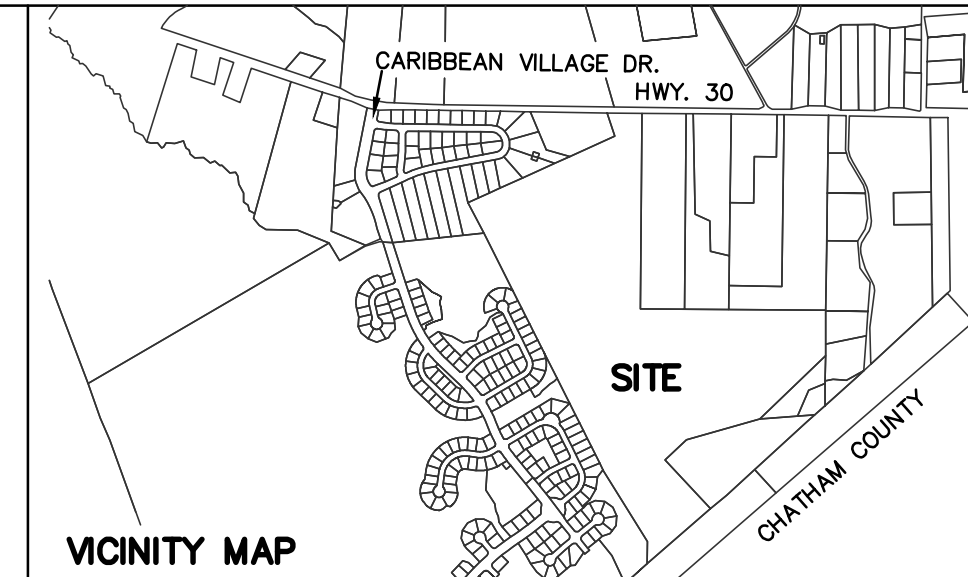 CARIBBEAN VILLAGE DR.
HWY. 30
SITE
CHATHAM COUNTY
VICINITY MAP